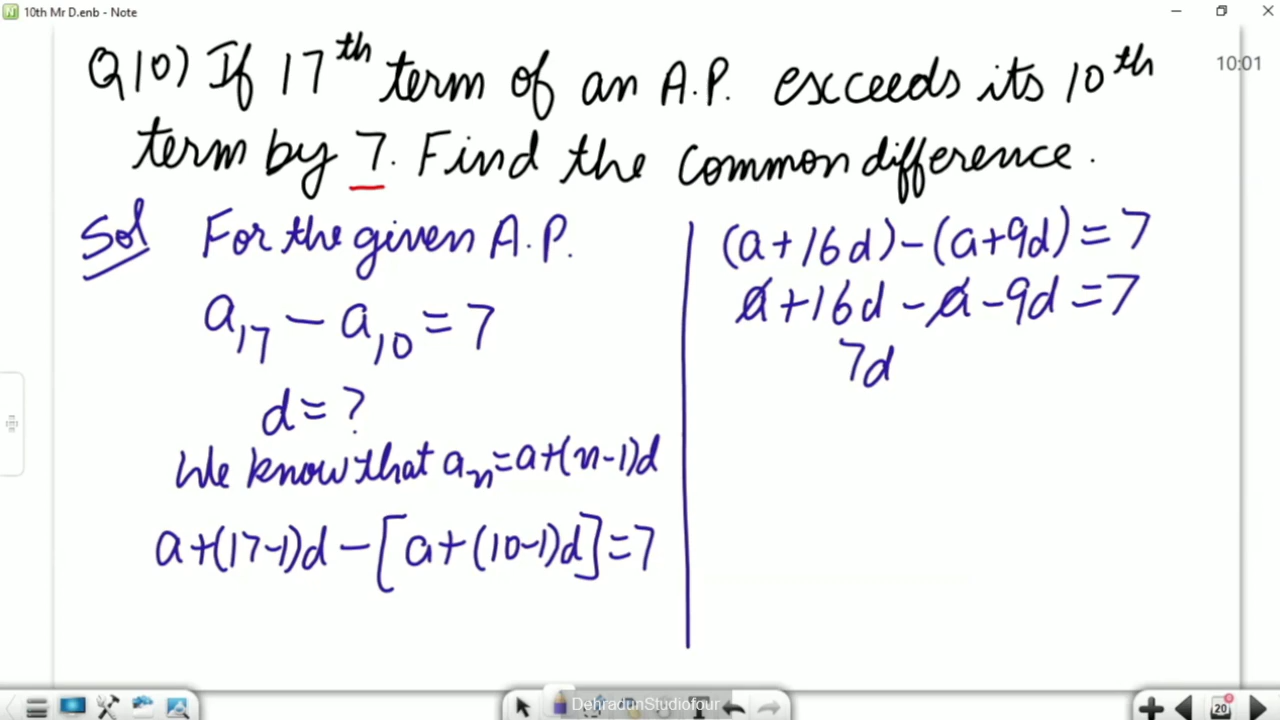 10th Mr D.enb - Note
10:01
Q10) If 17th term of an A.P. exceeds its 10th
term by 7. Find the common difference.
Sol For the given A.P.
a17 - a10 = 7
d = ?
We know that an = a+(n-1)d
a+(17-1)d - [a+(10-1)d] = 7
(a+16d) - (a+9d) = 7
a+16d - a - 9d = 7
7d
DehradunStudiofour
20